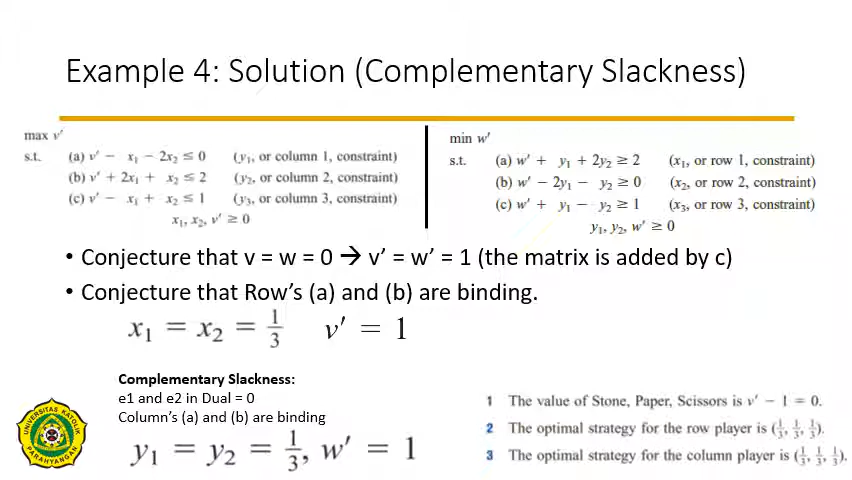 Example 4: Solution (Complementary Slackness)
max v′
s.t. (a) v′ − x₁ − 2x₂ ≤ 0 (y₁, or column 1, constraint)
(b) v′ + 2x₁ + x₂ ≤ 2 (y₂, or column 2, constraint)
(c) v′ − x₁ + x₂ ≤ 1 (y₃, or column 3, constraint)
x₁, x₂, v′ ≥ 0
min w′
s.t. (a) w′ + y₁ + 2y₂ ≥ 2 (x₁, or row 1, constraint)
(b) w′ − 2y₁ − y₂ ≥ 0 (x₂, or row 2, constraint)
(c) w′ + y₁ − y₂ ≥ 1 (x₃, or row 3, constraint)
y₁, y₂, w′ ≥ 0
• Conjecture that v = w = 0 → v′ = w′ = 1 (the matrix is added by c)
• Conjecture that Row's (a) and (b) are binding.
x₁ = x₂ = 1/3 v′ = 1
Complementary Slackness:
e1 and e2 in Dual = 0
Column's (a) and (b) are binding
y₁ = y₂ = 1/3, w′ = 1
1 The value of Stone, Paper, Scissors is v′ − 1 = 0.
2 The optimal strategy for the row player is (1/3, 1/3, 1/3).
3 The optimal strategy for the column player is (1/3, 1/3, 1/3).
UNIVERSITAS KATOLIK
PARAHYANGAN